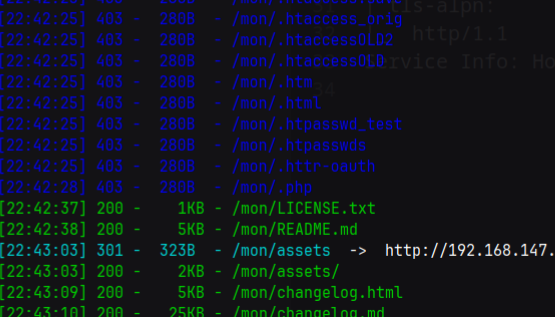 [22:42:25] 403 - 280B - /mon/.htaccess_orig
[22:42:25] 403 - 280B - /mon/.htaccessOLD2
[22:42:25] 403 - 280B - /mon/.htaccessOLD
[22:42:25] 403 - 280B - /mon/.htm
[22:42:25] 403 - 280B - /mon/.html
[22:42:25] 403 - 280B - /mon/.htpasswd_test
[22:42:25] 403 - 280B - /mon/.htpasswds
[22:42:25] 403 - 280B - /mon/.httr-oauth
[22:42:28] 403 - 280B - /mon/.php
[22:42:37] 200 - 1KB - /mon/LICENSE.txt
[22:42:38] 200 - 5KB - /mon/README.md
[22:43:03] 301 - 323B - /mon/assets -> http://192.168.147.
[22:43:03] 200 - 2KB - /mon/assets/
[22:43:09] 200 - 5KB - /mon/changelog.html
[22:43:10] 200 - 25KB - /mon/changelog.md
tls-alpn:
http/1.1
Service Info: Ho